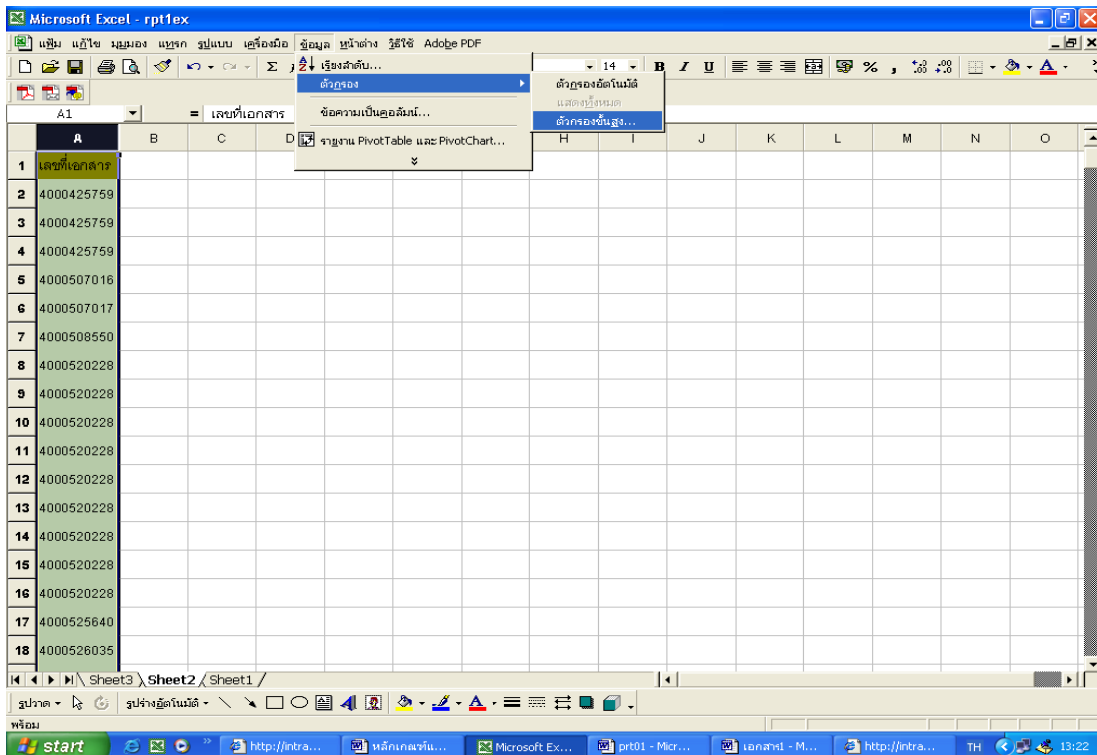 Microsoft Excel - rpt1ex
แฟ้ม แก้ไข มุมมอง แทรก รูปแบบ เครื่องมือ ข้อมูล หน้าต่าง วิธีใช้ Adobe PDF
เรียงลำดับ...
14 B I U % ,
ตัวกรอง
ตัวกรองอัตโนมัติ
แสดงทั้งหมด
ตัวกรองขั้นสูง...
ข้อความเป็นคอลัมน์...
รายงาน PivotTable และ PivotChart...
A1 = เลขที่เอกสาร
A B C D H I J K L M N O
1 เลขที่เอกสาร
2 4000425759
3 4000425759
4 4000425759
5 4000507016
6 4000507017
7 4000508550
8 4000520228
9 4000520228
10 4000520228
11 4000520228
12 4000520228
13 4000520228
14 4000520228
15 4000520228
16 4000520228
17 4000525640
18 4000526035
Sheet3 Sheet2 Sheet1
รูปวาด รูปร่างอัตโนมัติ
พร้อม
start http://intra... หลักเกณฑ์แ... Microsoft Ex... prt01 - Micr... เอกสาร1 - M... http://intra... TH 13:22